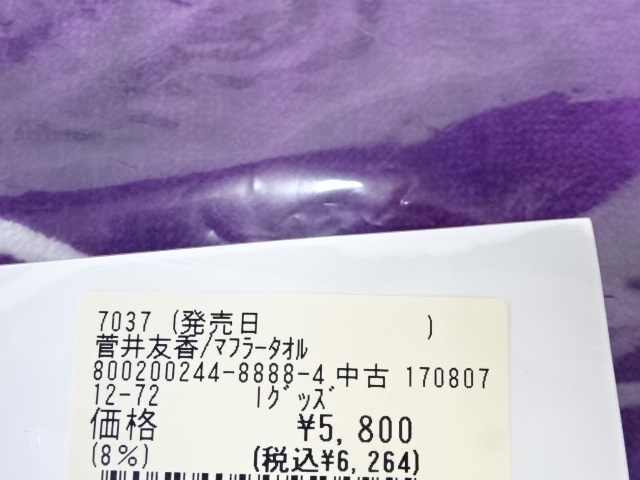 7037 (発売日 )
菅井友香/マフラータオル
800200244-8888-4 中古 170807
12-72 Iグッズ
価格 ¥5,800
(8%) (税込¥6,264)